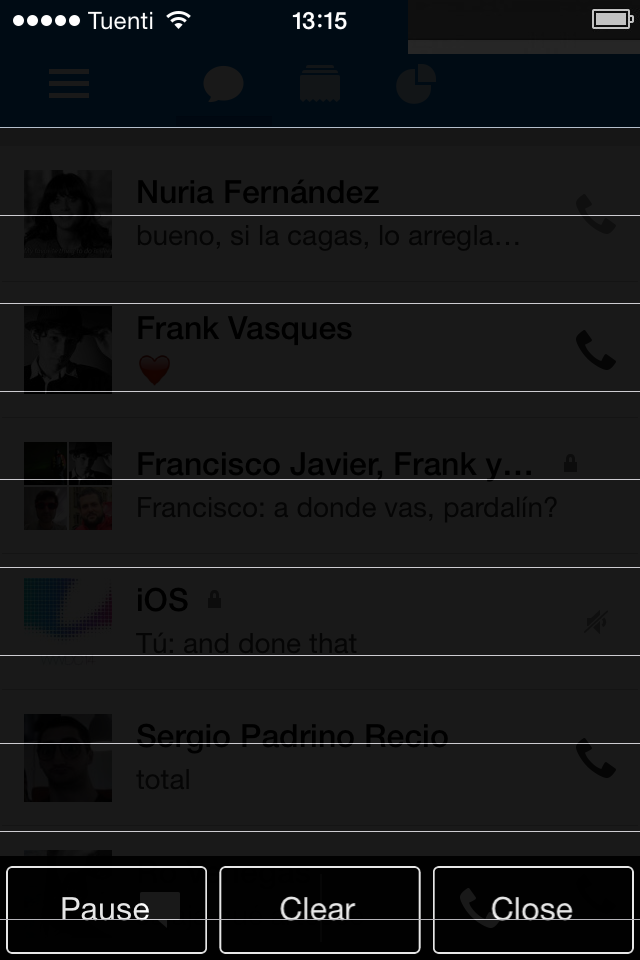 Tuenti 13:15
Nuria Fernández
bueno, si la cagas, lo arregla...
Frank Vasques
❤️
Francisco Javier, Frank y...
Francisco: a donde vas, pardalín?
iOS
Tú: and done that
Sergio Padrino Recio
total
Pause Clear Close